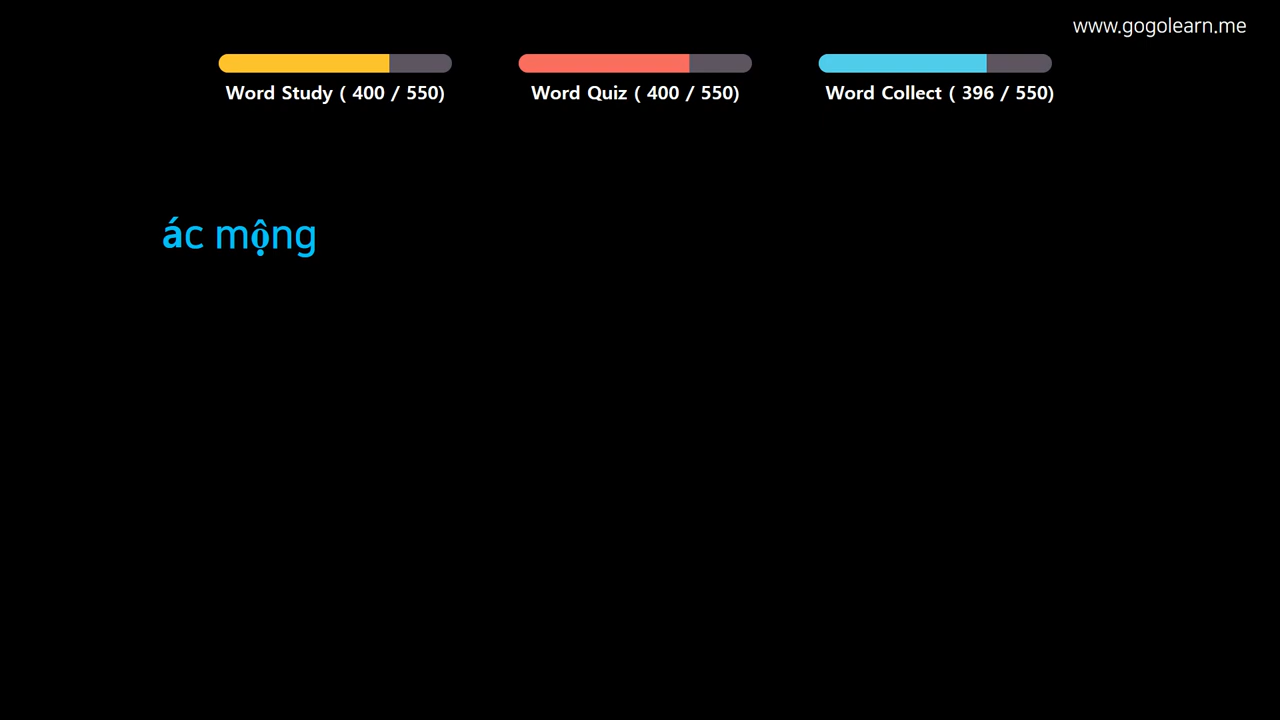 www.gogolearn.me
Word Study ( 400 / 550)
Word Quiz ( 400 / 550)
Word Collect ( 396 / 550)
ác mộng